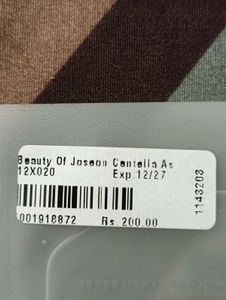 Beauty Of Joseon Centella As
12X020 Exp.12/27
001918872 Rs. 200.00
1143203